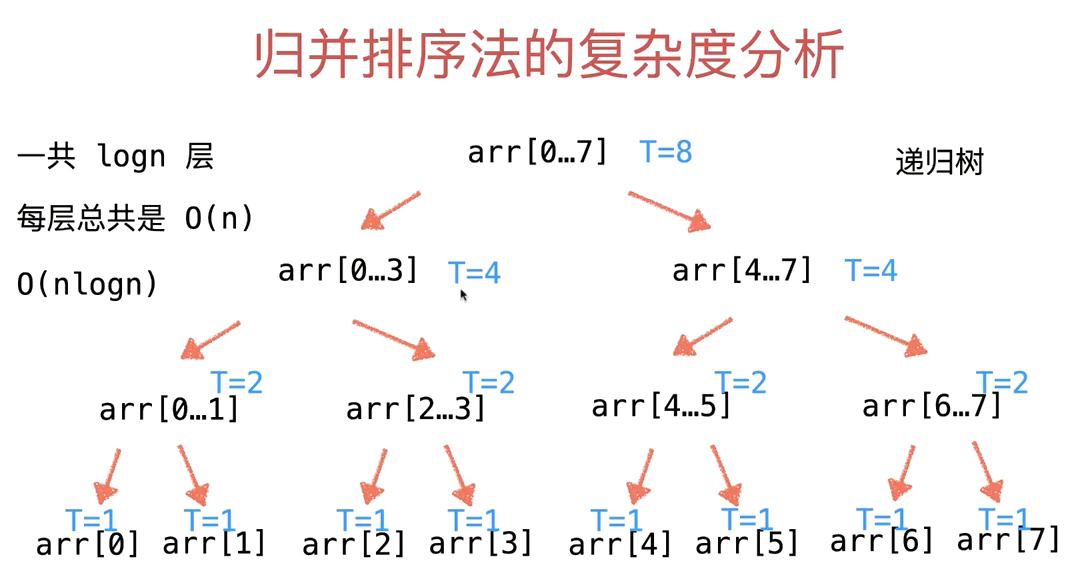 归并排序法的复杂度分析
一共 logn 层
arr[0…7] T=8
递归树
每层总共是 O(n)
O(nlogn)
arr[0…3] T=4
arr[4…7] T=4
T=2
T=2
T=2
T=2
arr[0…1]
arr[2…3]
arr[4…5]
arr[6…7]
T=1
T=1
T=1
T=1
T=1
T=1
T=1
T=1
arr[0]
arr[1]
arr[2]
arr[3]
arr[4]
arr[5]
arr[6]
arr[7]